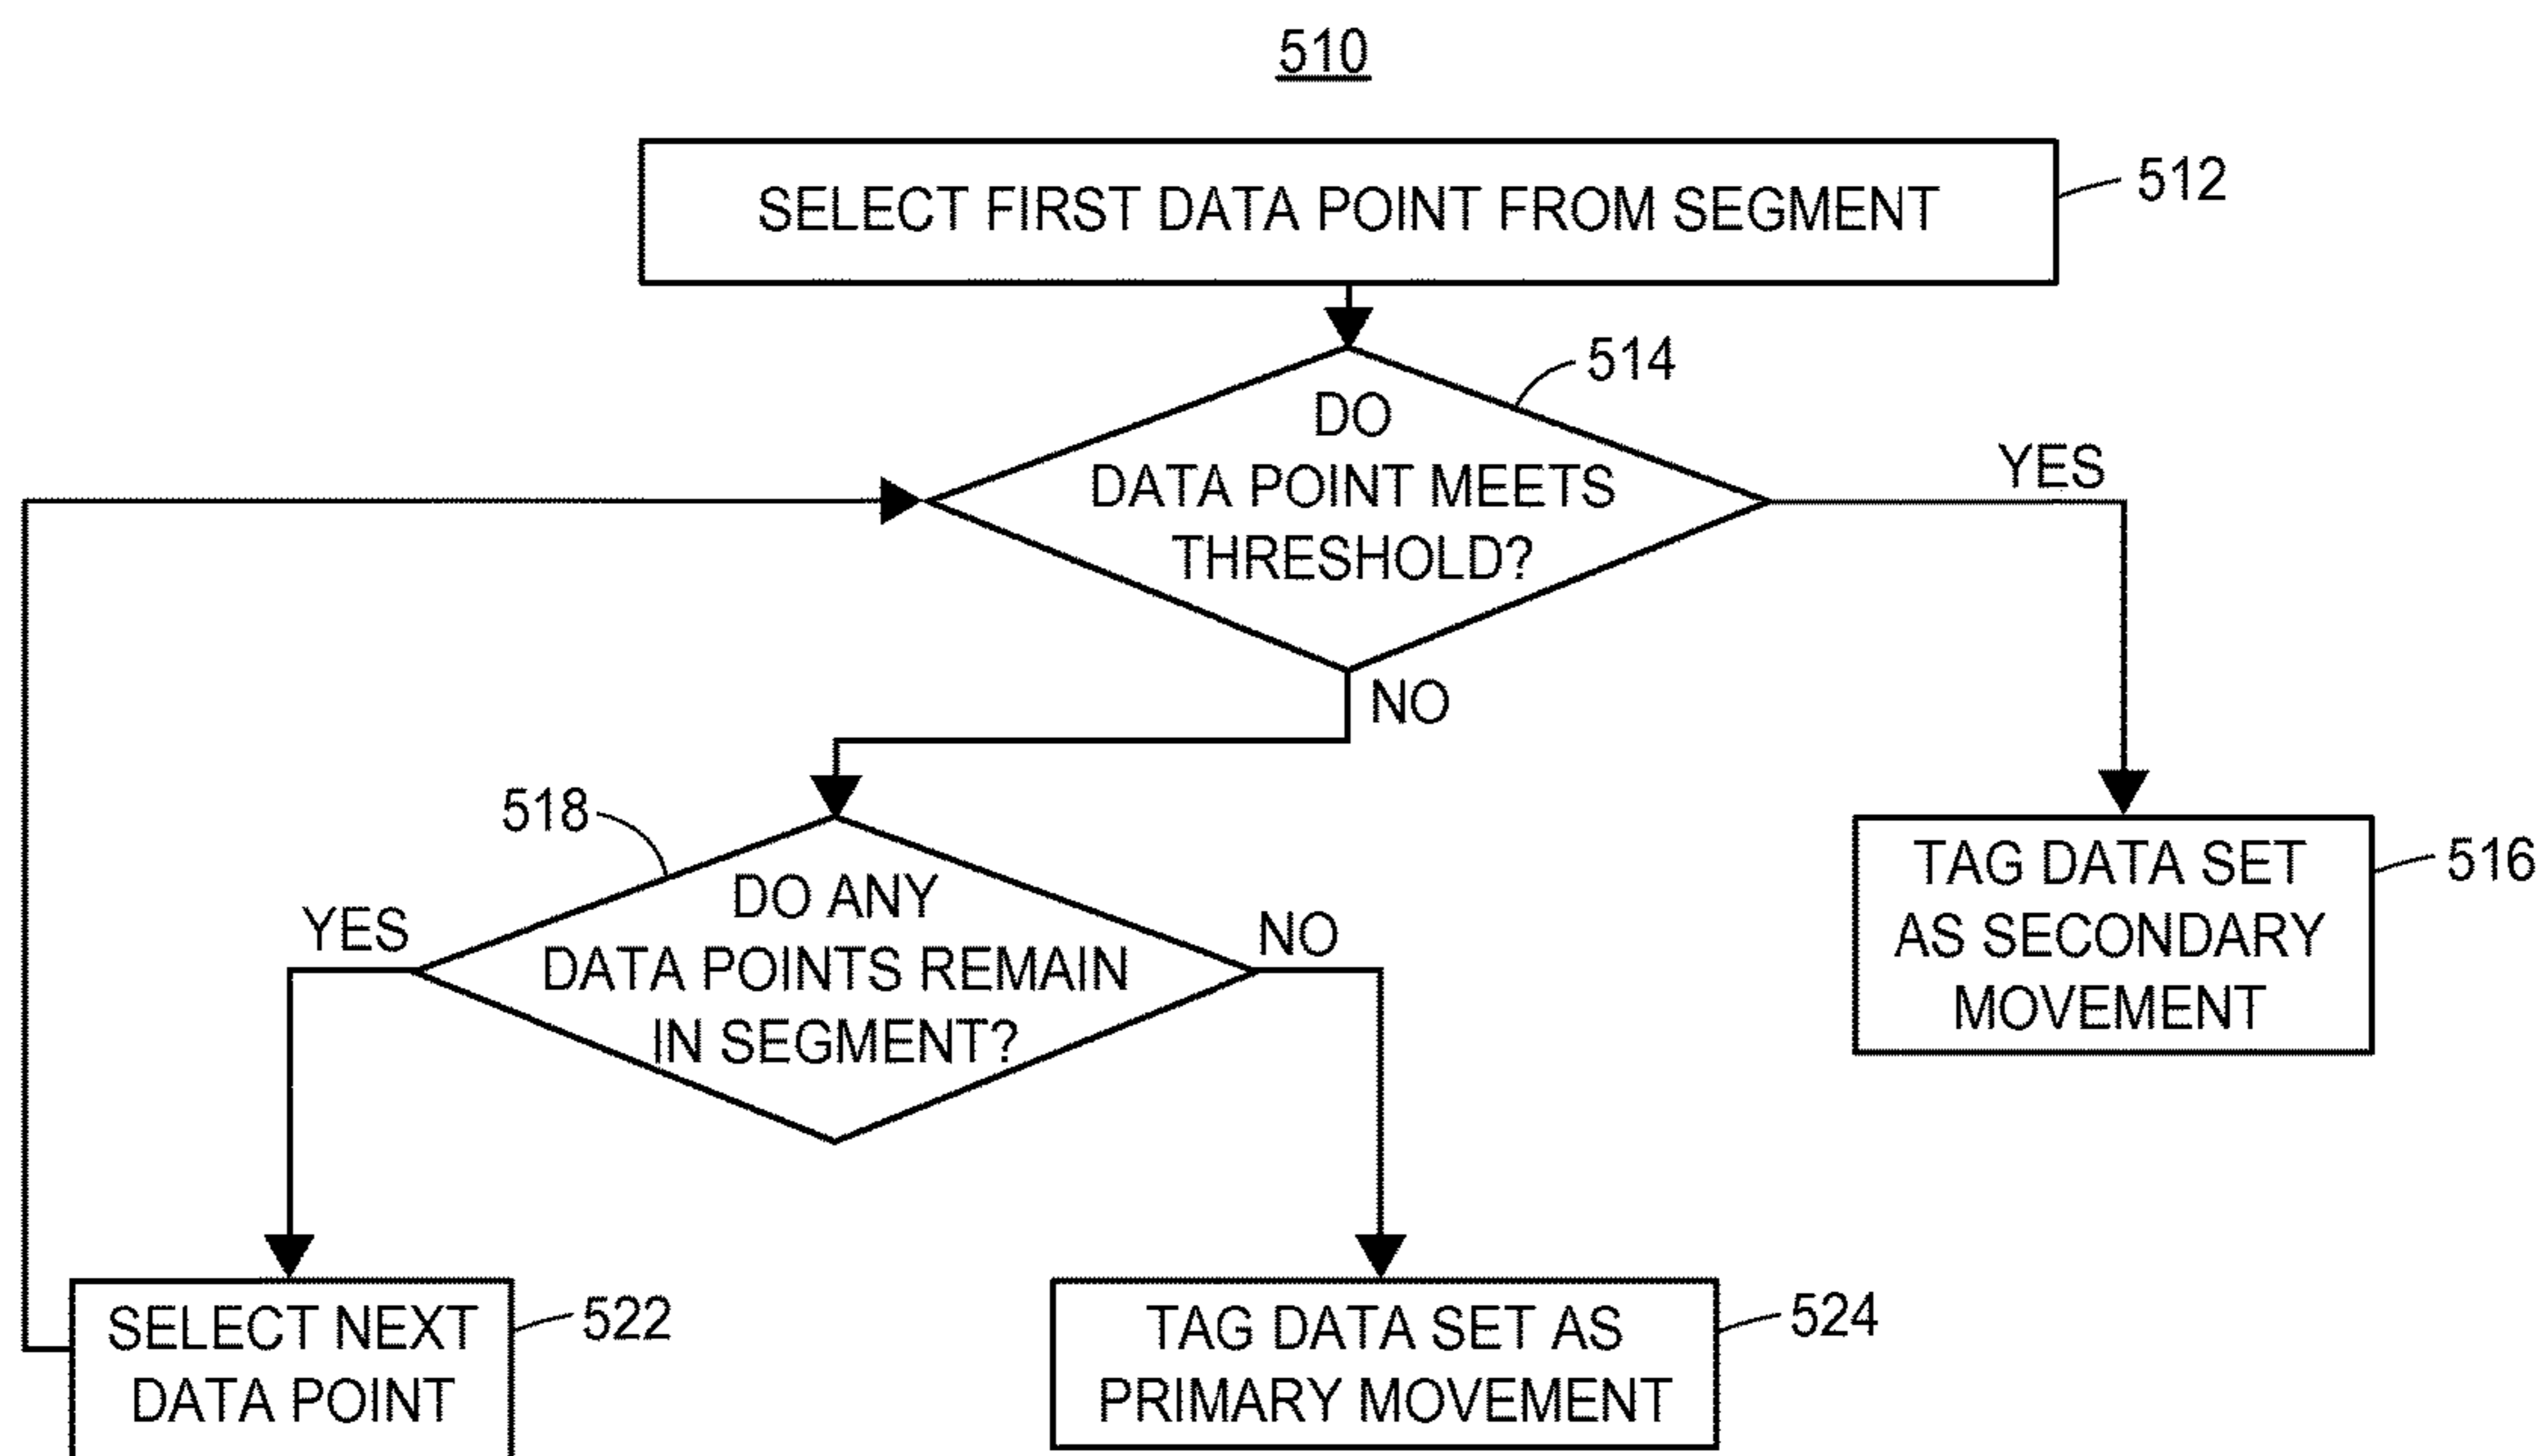 510
SELECT FIRST DATA POINT FROM SEGMENT
512
514
DO
DATA POINT MEETS
THRESHOLD?
YES
NO
518
DO ANY
DATA POINTS REMAIN
IN SEGMENT?
YES
NO
TAG DATA SET
AS SECONDARY
MOVEMENT
516
SELECT NEXT
DATA POINT
522
TAG DATA SET AS
PRIMARY MOVEMENT
524